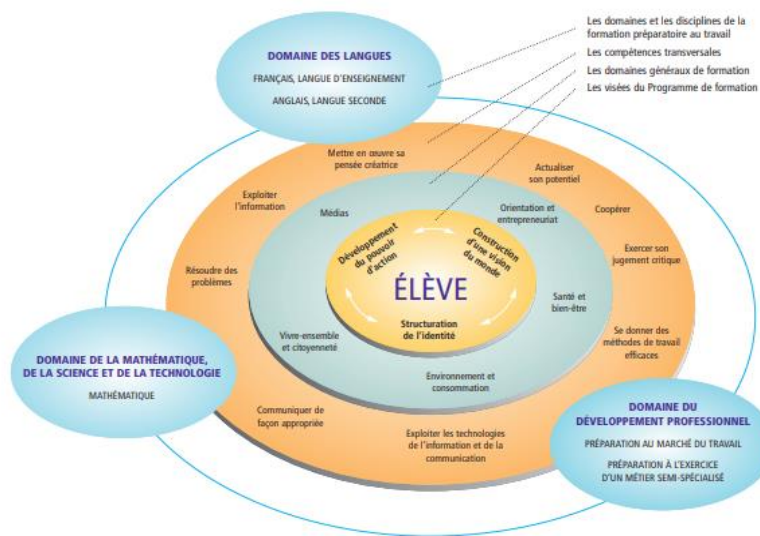 DOMAINE DES LANGUES
FRANÇAIS, LANGUE D'ENSEIGNEMENT
ANGLAIS, LANGUE SECONDE
Les domaines et les disciplines de la
formation préparatoire au travail
Les compétences transversales
Les domaines généraux de formation
Les visées du Programme de formation
Mettre en œuvre sa
pensée créatrice
Actualiser
son potentiel
Exploiter
l'information
Coopérer
Médias
Orientation et
entrepreneuriat
Exercer son
jugement critique
Résoudre des
problèmes
Développement
du pouvoir
d'action
Construction
d'une vision
du monde
ÉLÈVE
Structuration
de l'identité
Santé et
bien-être
Se donner des
méthodes de travail
efficaces
Vivre-ensemble
et citoyenneté
Environnement et
consommation
DOMAINE DE LA MATHÉMATIQUE,
DE LA SCIENCE ET DE LA TECHNOLOGIE
MATHÉMATIQUE
Communiquer de
façon appropriée
Exploiter les technologies
de l'information et de la
communication
DOMAINE DU
DÉVELOPPEMENT PROFESSIONNEL
PRÉPARATION AU MARCHÉ DU TRAVAIL
PRÉPARATION À L'EXERCICE
D'UN MÉTIER SEMI-SPÉCIALISÉ